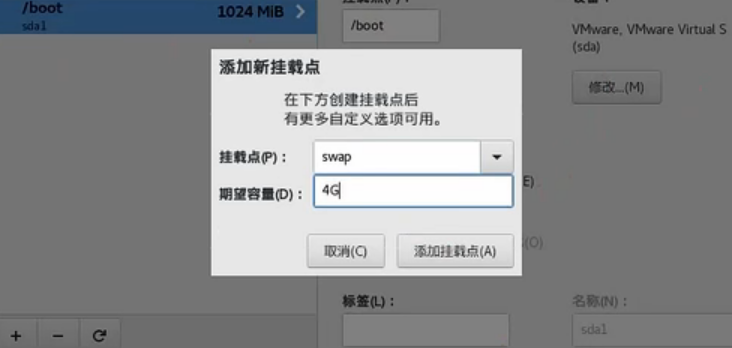 /boot
1024 MiB
sda1
/boot
VMware, VMware Virtual S
(sda)
修改...(M)
添加新挂载点
在下方创建挂载点后
有更多自定义选项可用。
挂载点(P)：
swap
期望容量(D)：
4G
E)
(O)
取消(C)
添加挂载点(A)
标签(L)：
名称(N)：
sda1